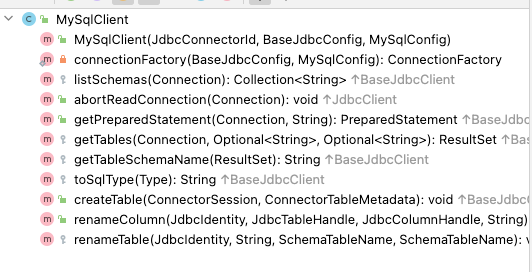 MySqlClient
MySqlClient(JdbcConnectorId, BaseJdbcConfig, MySqlConfig)
connectionFactory(BaseJdbcConfig, MySqlConfig): ConnectionFactory
listSchemas(Connection): Collection<String> ↑BaseJdbcClient
abortReadConnection(Connection): void ↑JdbcClient
getPreparedStatement(Connection, String): PreparedStatement ↑BaseJdbc
getTables(Connection, Optional<String>, Optional<String>): ResultSet ↑
getTableSchemaName(ResultSet): String ↑BaseJdbcClient
toSqlType(Type): String ↑BaseJdbcClient
createTable(ConnectorSession, ConnectorTableMetadata): void ↑BaseJdbc
renameColumn(JdbcIdentity, JdbcTableHandle, JdbcColumnHandle, String)
renameTable(JdbcIdentity, String, SchemaTableName, SchemaTableName):